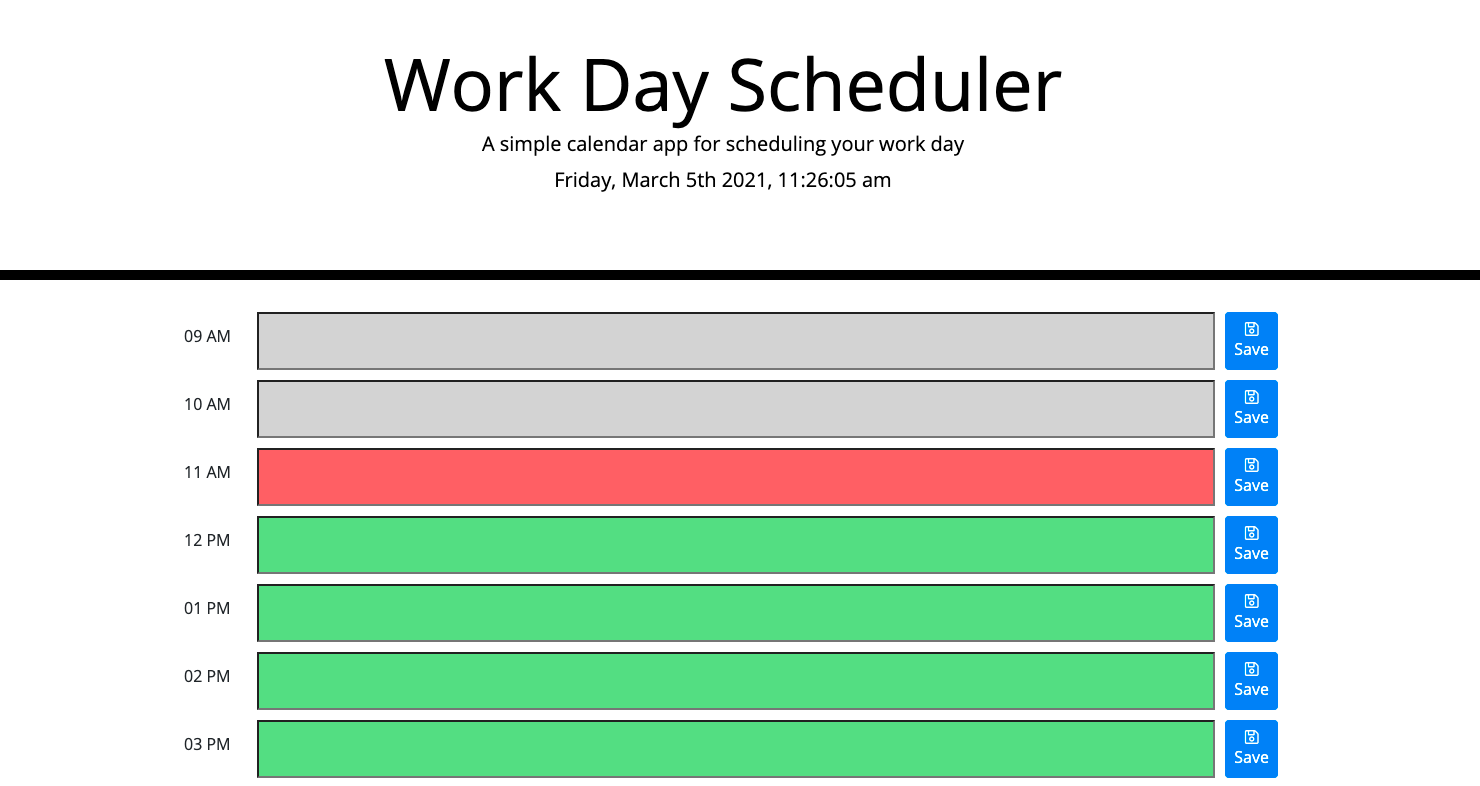 Work Day Scheduler
A simple calendar app for scheduling your work day
Friday, March 5th 2021, 11:26:05 am
09 AM
Save
10 AM
Save
11 AM
Save
12 PM
Save
01 PM
Save
02 PM
Save
03 PM
Save